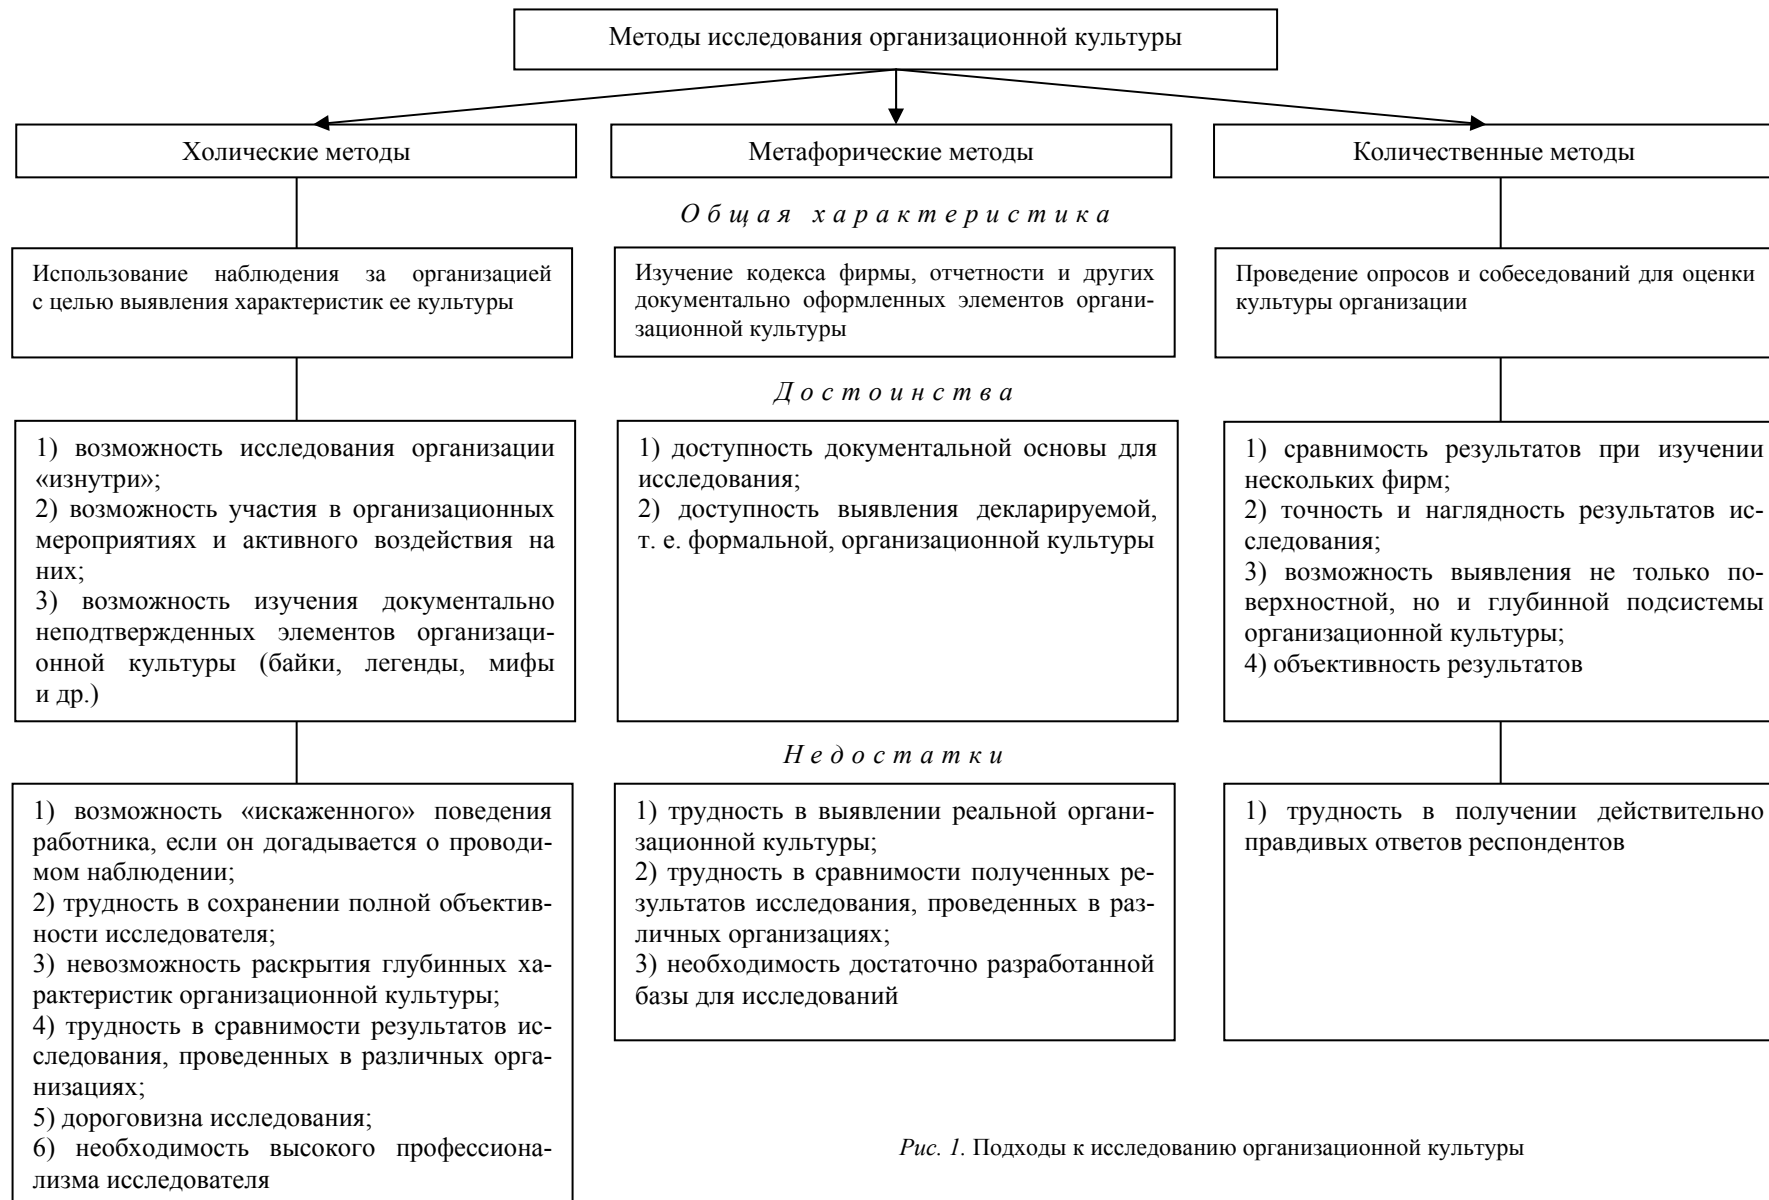 Методы исследования организационной культуры
Холические методы
Метафорические методы
Количественные методы
Общая характеристика
Использование наблюдения за организацией
с целью выявления характеристик ее культуры
Изучение кодекса фирмы, отчетности и других
документально оформленных элементов органи-
зационной культуры
Проведение опросов и собеседований для оценки
культуры организации
Достоинства
1) возможность исследования организации
«изнутри»;
2) возможность участия в организационных
мероприятиях и активного воздействия на
них;
3) возможность изучения документально
неподтвержденных элементов организаци-
онной культуры (байки, легенды, мифы
и др.)
1) доступность документальной основы для
исследования;
2) доступность выявления декларируемой,
т. е. формальной, организационной культуры
1) сравнимость результатов при изучении
нескольких фирм;
2) точность и наглядность результатов ис-
следования;
3) возможность выявления не только по-
верхностной, но и глубинной подсистемы
организационной культуры;
4) объективность результатов
Недостатки
1) возможность «искаженного» поведения
работника, если он догадывается о проводи-
мом наблюдении;
2) трудность в сохранении полной объектив-
ности исследователя;
3) невозможность раскрытия глубинных ха-
рактеристик организационной культуры;
4) трудность в сравнимости результатов ис-
следования, проведенных в различных орга-
низациях;
5) дороговизна исследования;
6) необходимость высокого профессиона-
лизма исследователя
1) трудность в выявлении реальной органи-
зационной культуры;
2) трудность в сравнимости полученных ре-
зультатов исследования, проведенных в раз-
личных организациях;
3) необходимость достаточно разработанной
базы для исследований
1) трудность в получении действительно
правдивых ответов респондентов
Рис. 1. Подходы к исследованию организационной культуры